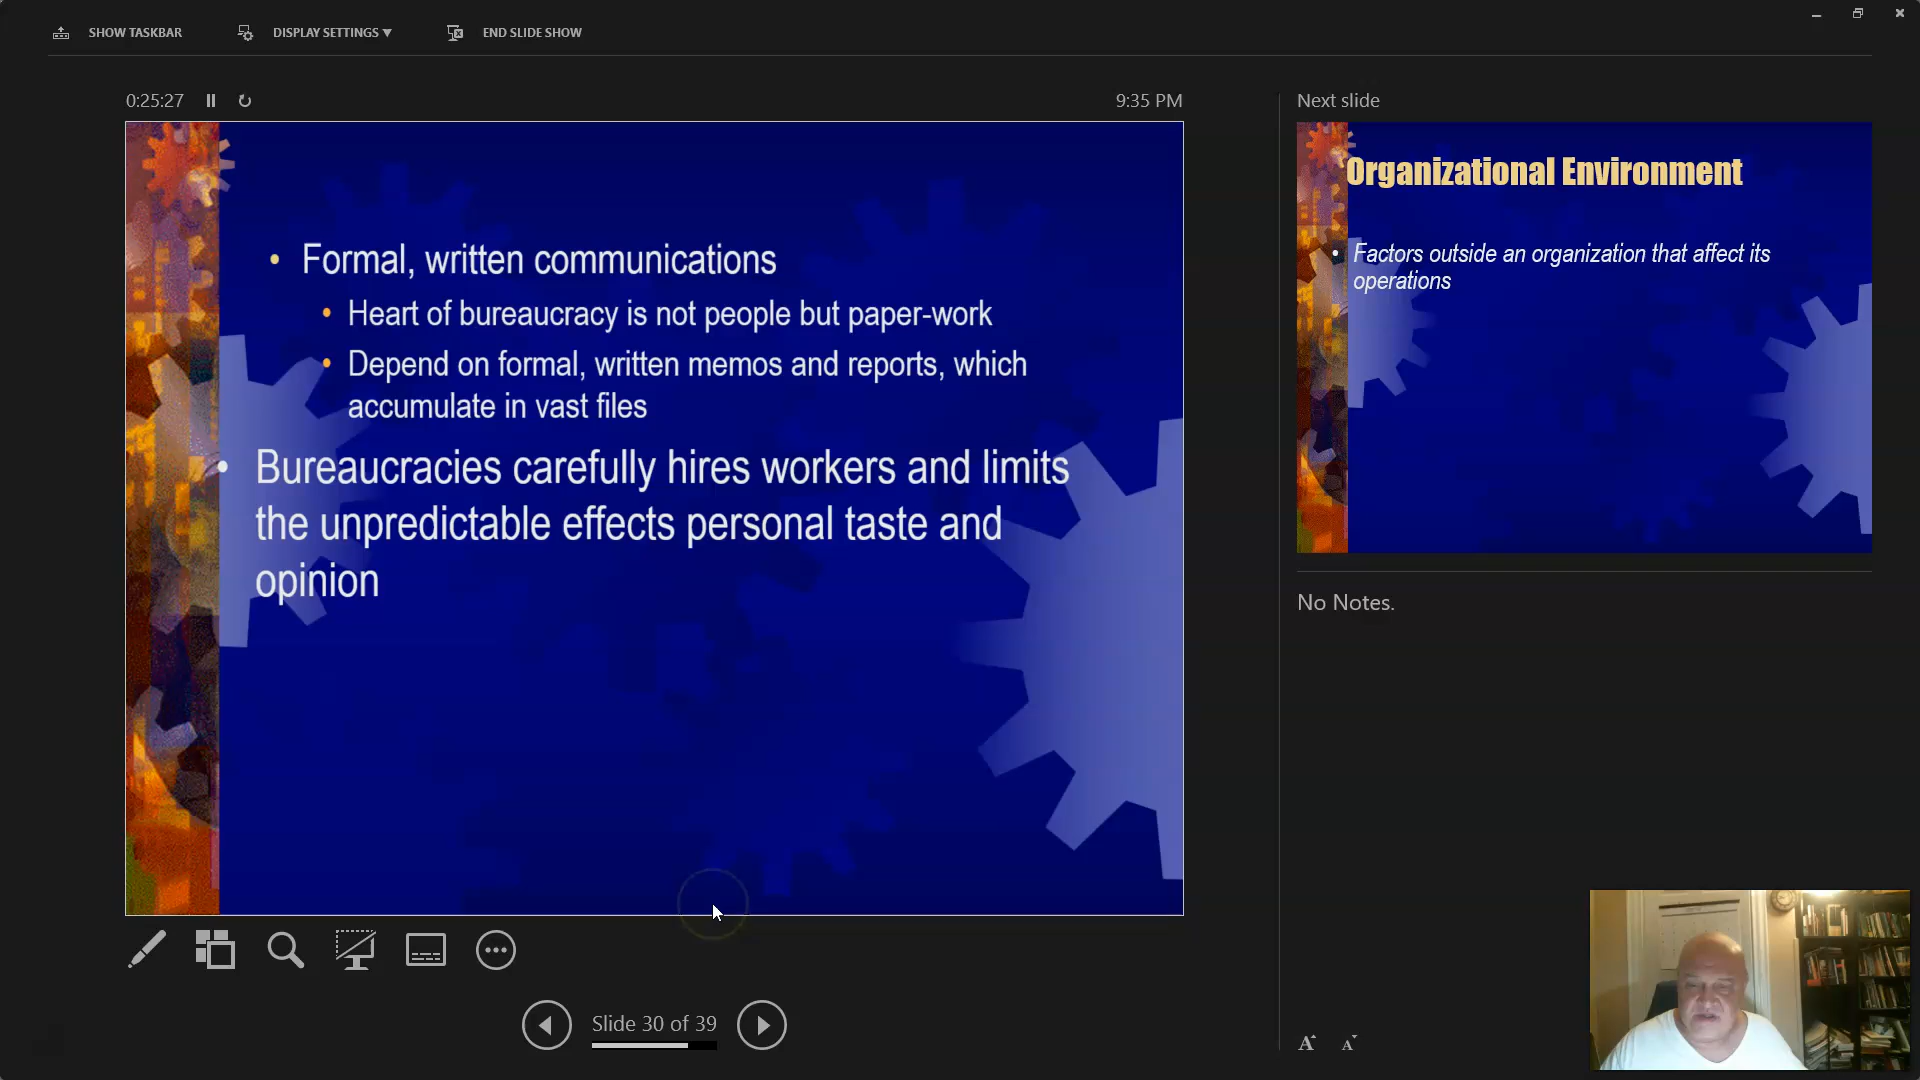 SHOW TASKBAR
DISPLAY SETTINGS ▼
END SLIDE SHOW
0:25:27
9:35 PM
• Formal, written communications
• Heart of bureaucracy is not people but paper-work
• Depend on formal, written memos and reports, which
accumulate in vast files
• Bureaucracies carefully hires workers and limits
the unpredictable effects personal taste and
opinion
Slide 30 of 39
Next slide
Organizational Environment
• Factors outside an organization that affect its
operations
No Notes.
A A